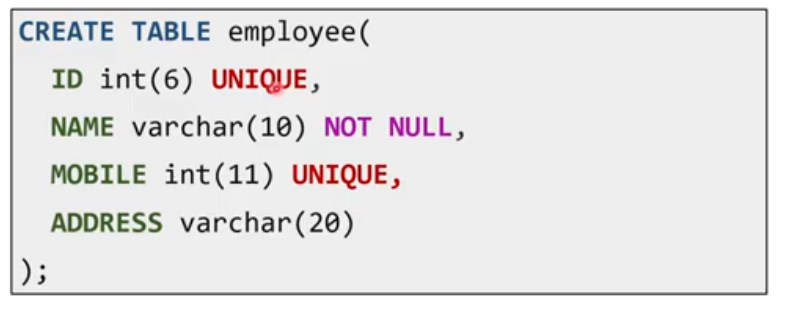 CREATE TABLE employee(
ID int(6) UNIQUE,
NAME varchar(10) NOT NULL,
MOBILE int(11) UNIQUE,
ADDRESS varchar(20)
);